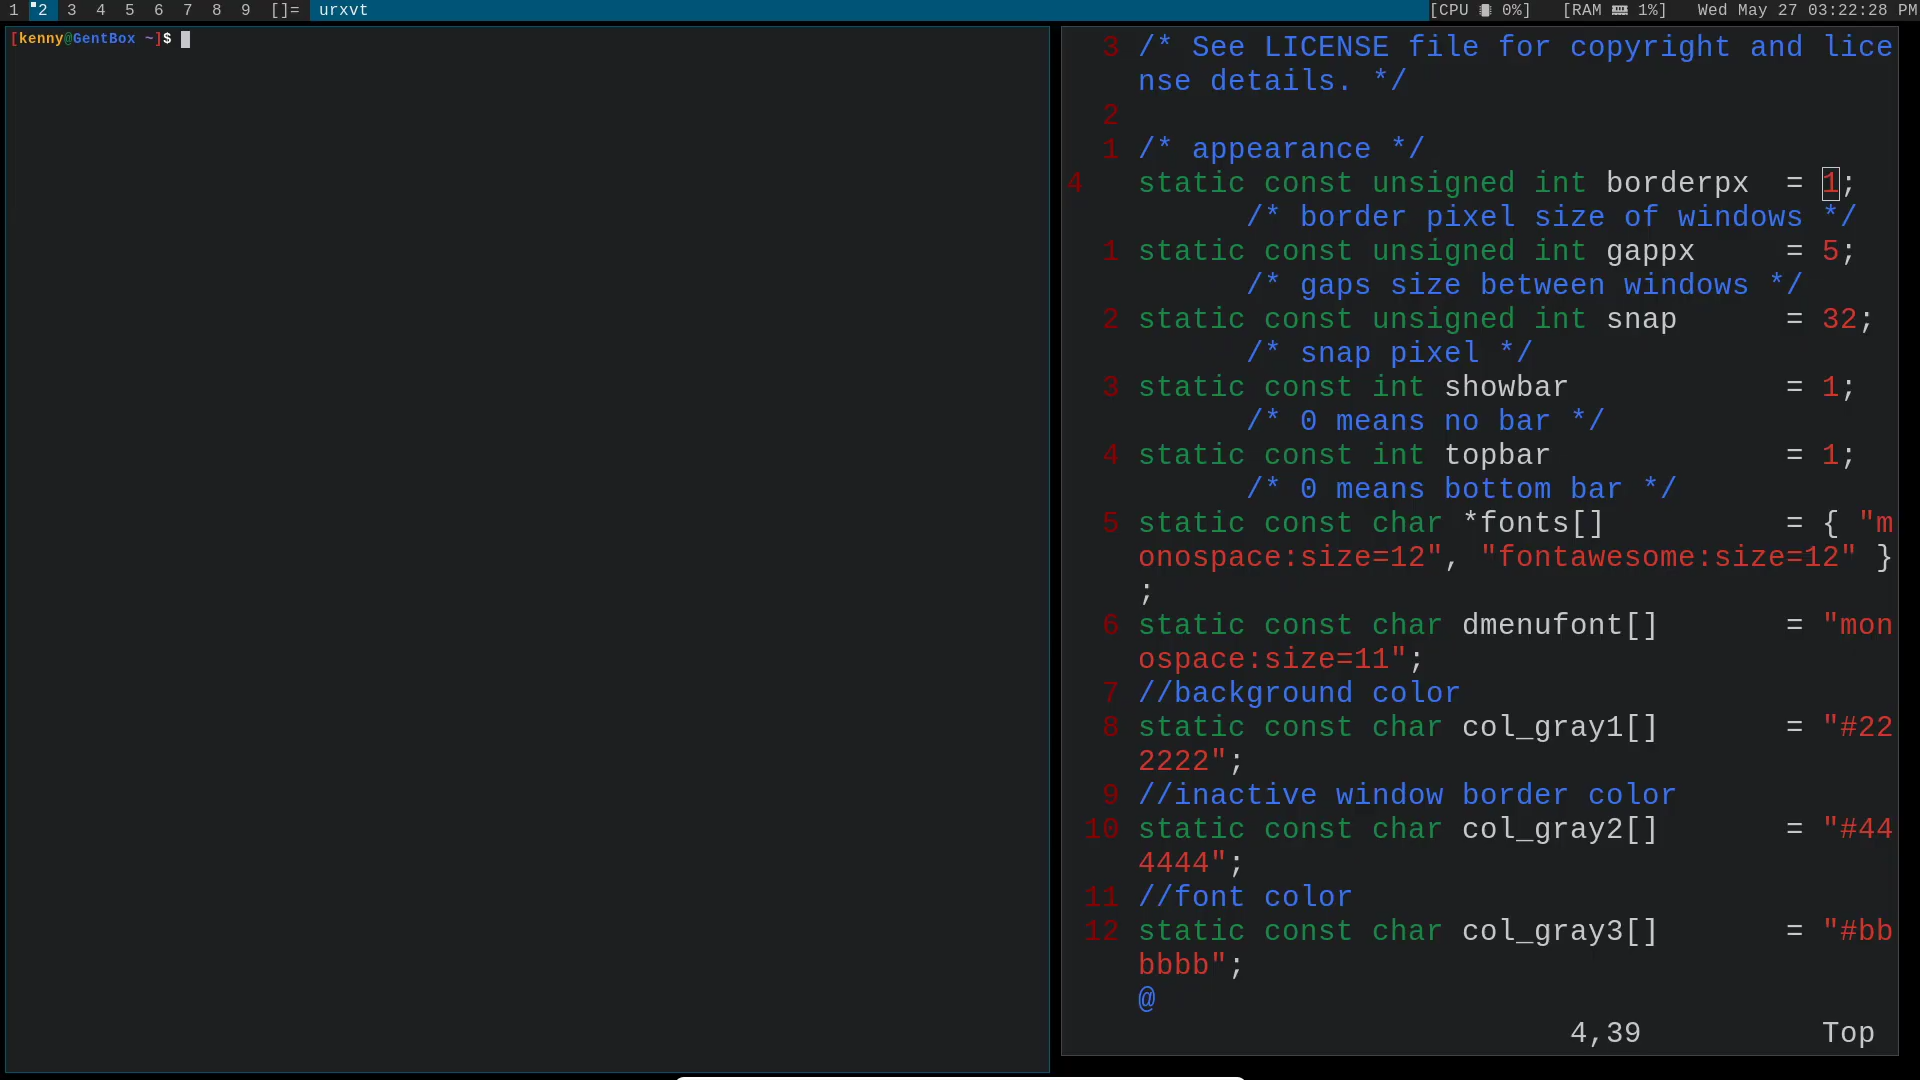 1 2 3 4 5 6 7 8 9 []= urxvt [CPU 0%] [RAM 1%] Wed May 27 03:22:28 PM
[kenny@GentBox ~]$
3 /* See LICENSE file for copyright and lice
nse details. */
2
1 /* appearance */
4 static const unsigned int borderpx = 1;
/* border pixel size of windows */
1 static const unsigned int gappx = 5;
/* gaps size between windows */
2 static const unsigned int snap = 32;
/* snap pixel */
3 static const int showbar = 1;
/* 0 means no bar */
4 static const int topbar = 1;
/* 0 means bottom bar */
5 static const char *fonts[] = { "m
onospace:size=12", "fontawesome:size=12" }
;
6 static const char dmenufont[] = "mon
ospace:size=11";
7 //background color
8 static const char col_gray1[] = "#22
2222";
9 //inactive window border color
10 static const char col_gray2[] = "#44
4444";
11 //font color
12 static const char col_gray3[] = "#bb
bbbb";
@
4,39 Top